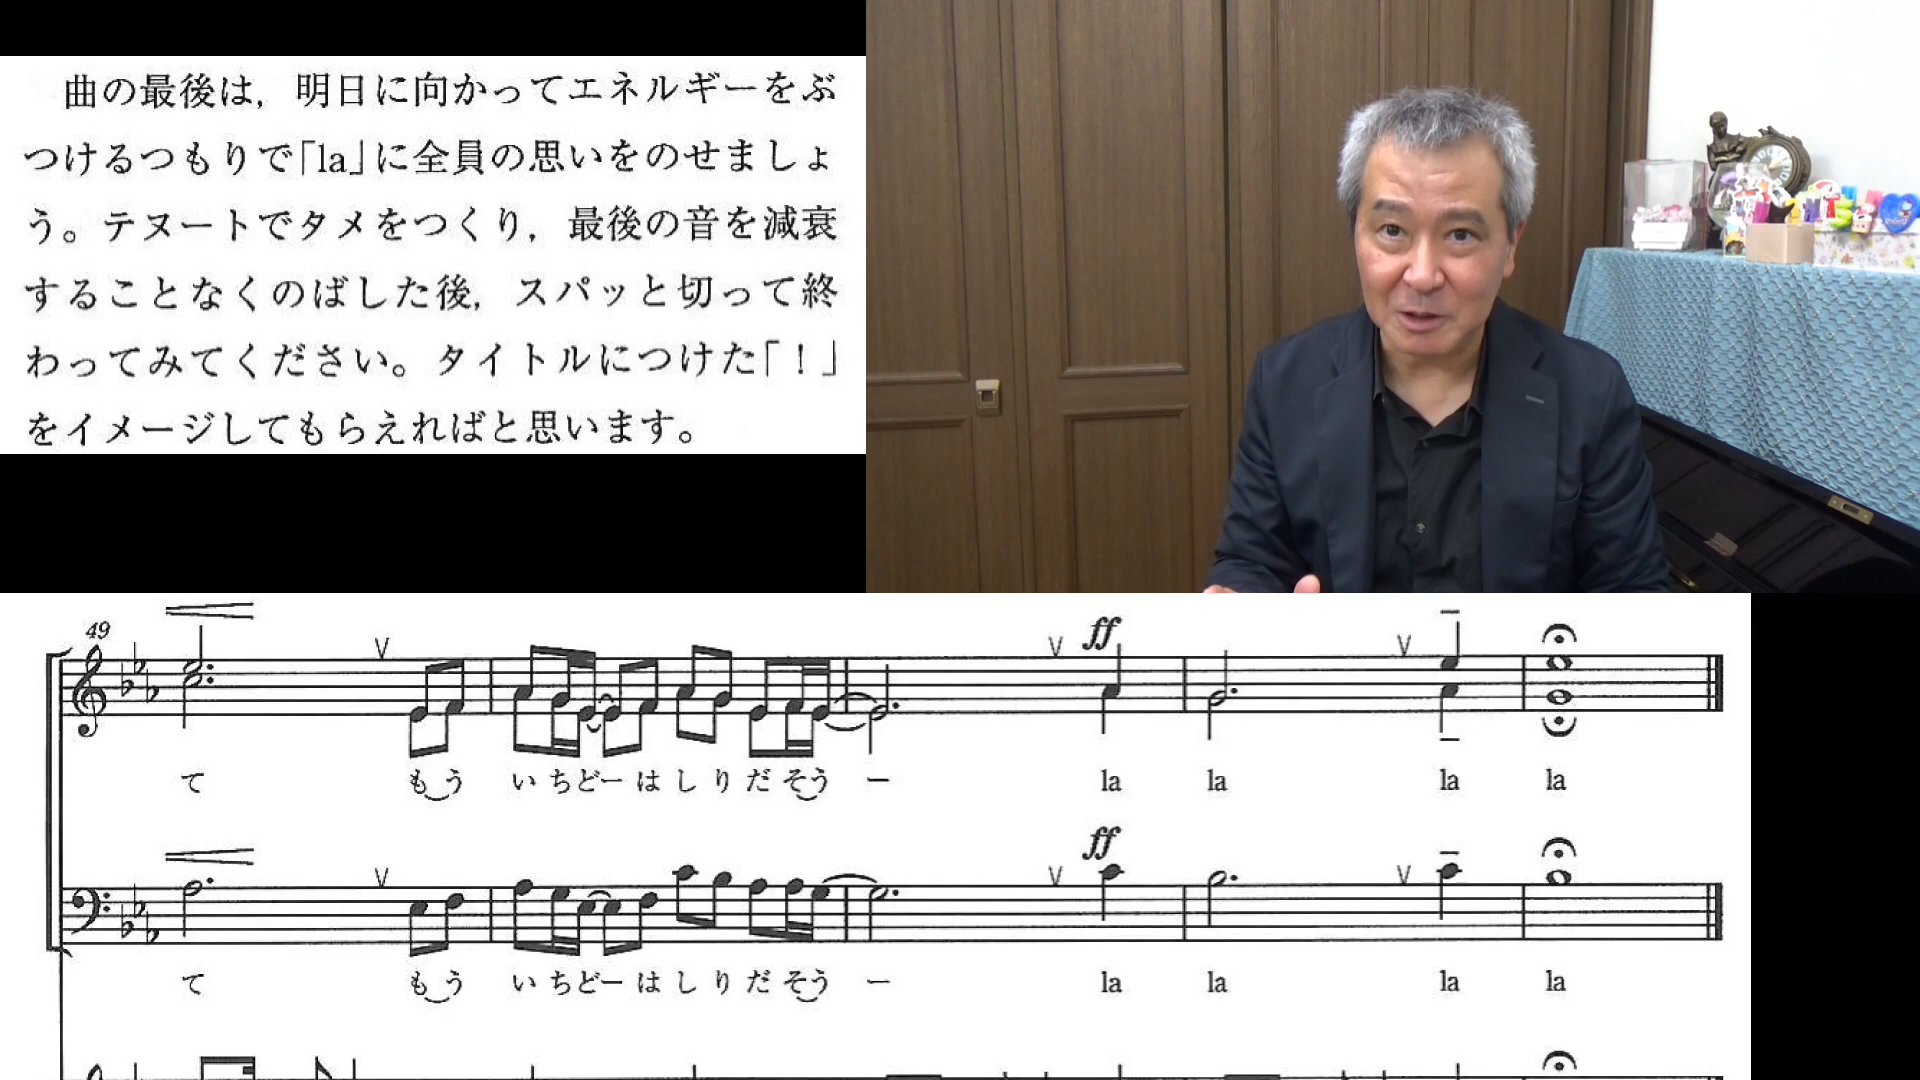 曲の最後は，明日に向かってエネルギーをぶ
つけるつもりで「la」に全員の思いをのせましょ
う。テヌートでタメをつくり，最後の音を減衰
することなくのばした後，スパッと切って終
わってみてください。タイトルにつけた「！」
をイメージしてもらえればと思います。
49
ff
て もう いちどー はしりだそう ー la la la la
ff
て もう いちどー はしりだそう ー la la la la